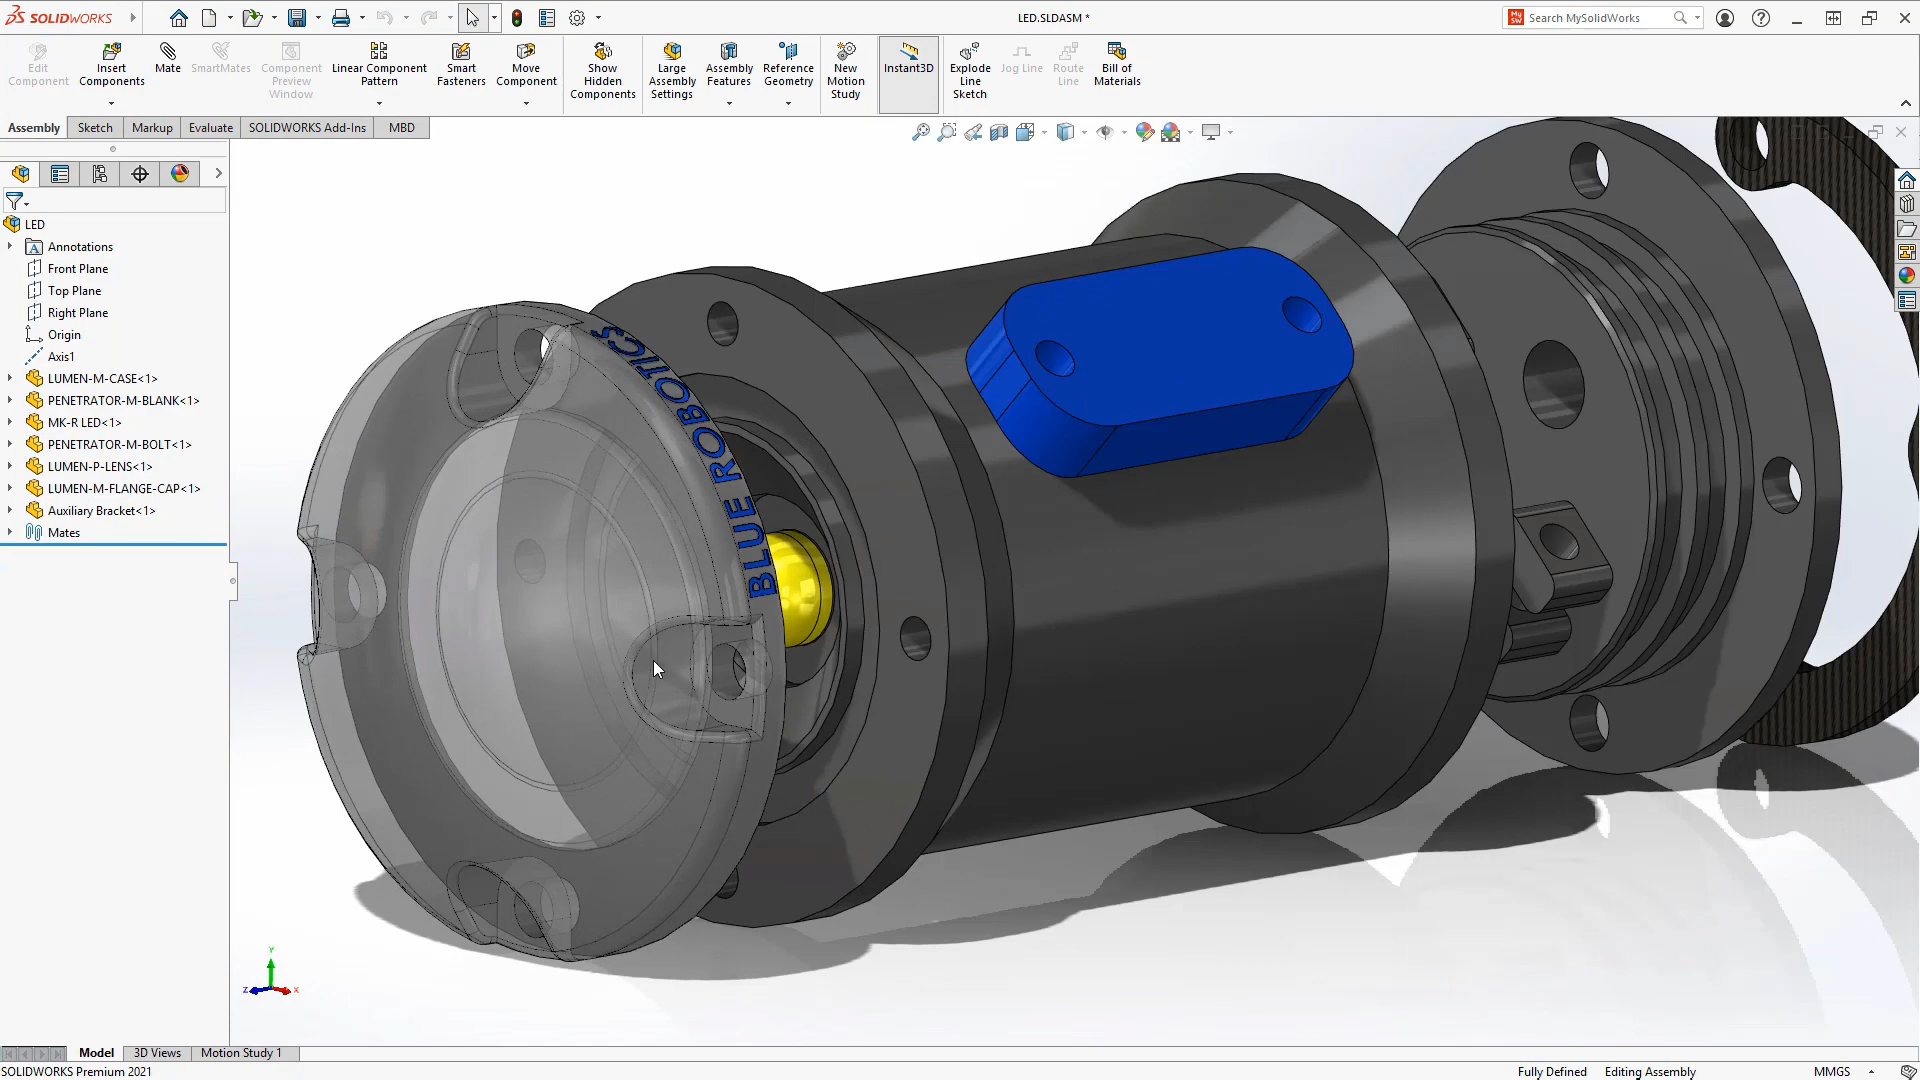 SOLIDWORKS
LED.SLDASM *
Search MySolidWorks
Edit Component
Insert Components
Mate
SmartMates
Component Preview Window
Linear Component Pattern
Smart Fasteners
Move Component
Show Hidden Components
Large Assembly Settings
Assembly Features
Reference Geometry
New Motion Study
Instant3D
Explode Line Sketch
Jog Line
Route Line
Bill of Materials
Assembly
Sketch
Markup
Evaluate
SOLIDWORKS Add-Ins
MBD
LED
Annotations
Front Plane
Top Plane
Right Plane
Origin
Axis1
LUMEN-M-CASE<1>
PENETRATOR-M-BLANK<1>
MK-R LED<1>
PENETRATOR-M-BOLT<1>
LUMEN-P-LENS<1>
LUMEN-M-FLANGE-CAP<1>
Auxiliary Bracket<1>
Mates
BLUE ROBOTICS
Y
Z
X
Model
3D Views
Motion Study 1
SOLIDWORKS Premium 2021
Fully Defined
Editing Assembly
MMGS